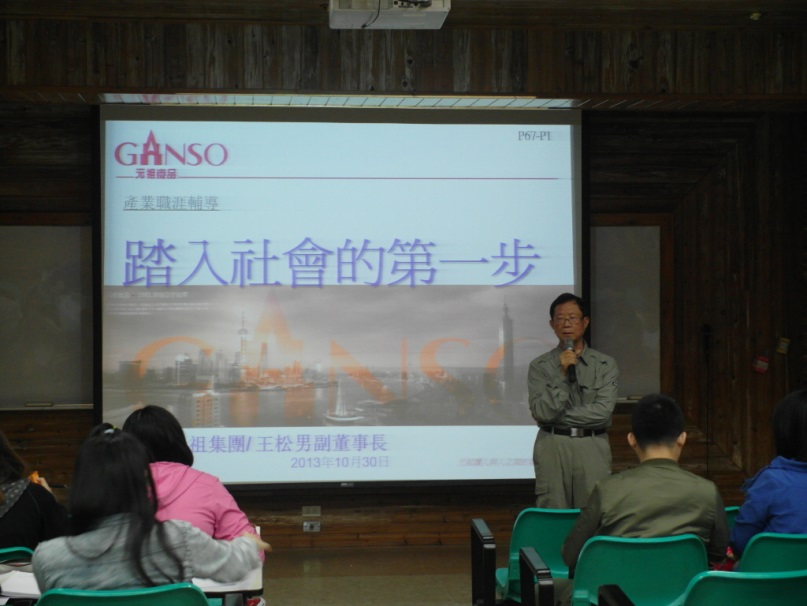 P67-P1
GANSO
元祖食品
產業職涯輔導
踏入社會的第一步
GANSO
祖集團/ 王松男副董事長
2013年10月30日